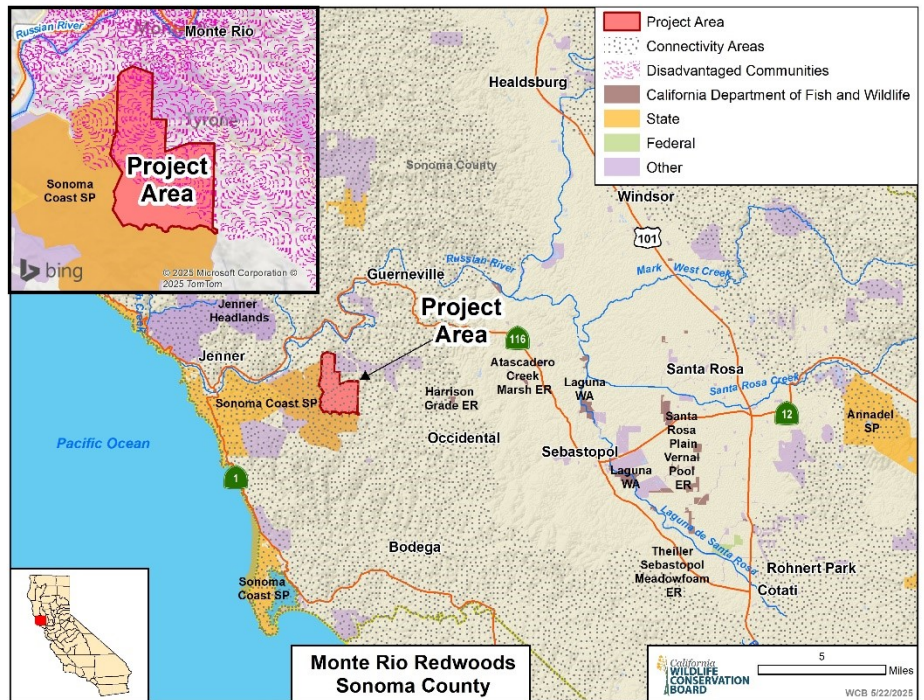 Russian River
Monte Rio
Tyrone
Project
Area
Sonoma
Coast SP
bing
© 2025 Microsoft Corporation ©
2025 TomTom
Project Area
Connectivity Areas
Disadvantaged Communities
California Department of Fish and Wildlife
State
Federal
Other
Healdsburg
Sonoma County
Windsor
101
Russian River
Mark West Creek
Guerneville
Jenner
Headlands
Project
Area
116
Jenner
Atascadero
Creek
Marsh ER
Laguna
WA
Santa Rosa
Santa Rosa Creek
Sonoma Coast SP
Harrison
Grade ER
12
Annadel
SP
Santa
Rosa
Plain
Vernal
Pool
ER
Occidental
Pacific Ocean
Sebastopol
Laguna
WA
1
Laguna de Santa Rosa
Bodega
Theiller
Sebastopol
Meadowfoam
ER
Rohnert Park
Cotati
Sonoma
Coast SP
Monte Rio Redwoods
Sonoma County
California
WILDLIFE
CONSERVATION
BOARD
5
Miles
WCB 5/22/2025